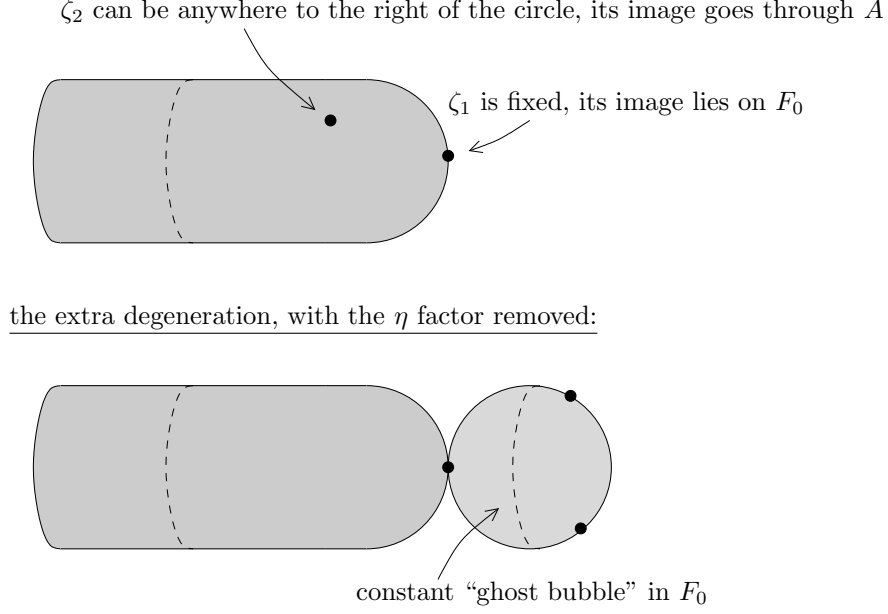 ζ₂ can be anywhere to the right of the circle, its image goes through A
ζ₁ is fixed, its image lies on F₀
the extra degeneration, with the η factor removed:
constant “ghost bubble” in F₀